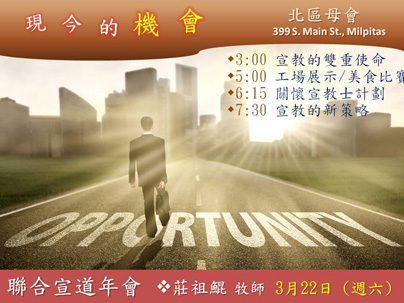 現今的機會
北區母會
399 S. Main St., Milpitas
3:00 宣教的雙重使命
5:00 工場展示/美食比賽
6:15 關懷宣教士計劃
7:30 宣教的新策略
OPPORTUNITY
聯合宣道年會 ❖莊祖鯤 牧師 3月22日（週六）